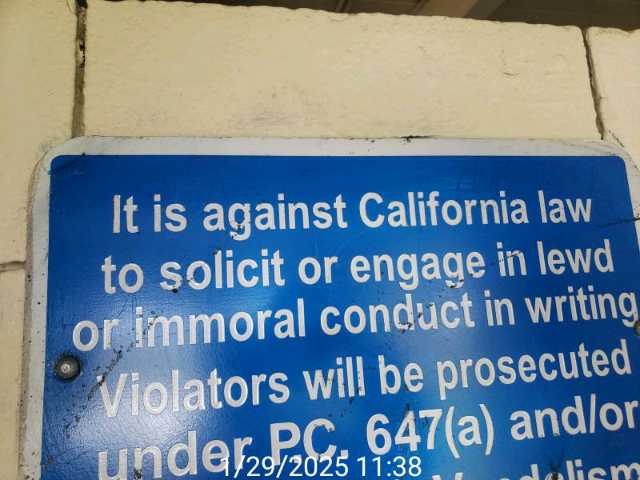 It is against California law
to solicit or engage in lewd
or immoral conduct in writing
Violators will be prosecuted
under PC. 647(a) and/or
Vandalism
1/29/2025 11:38